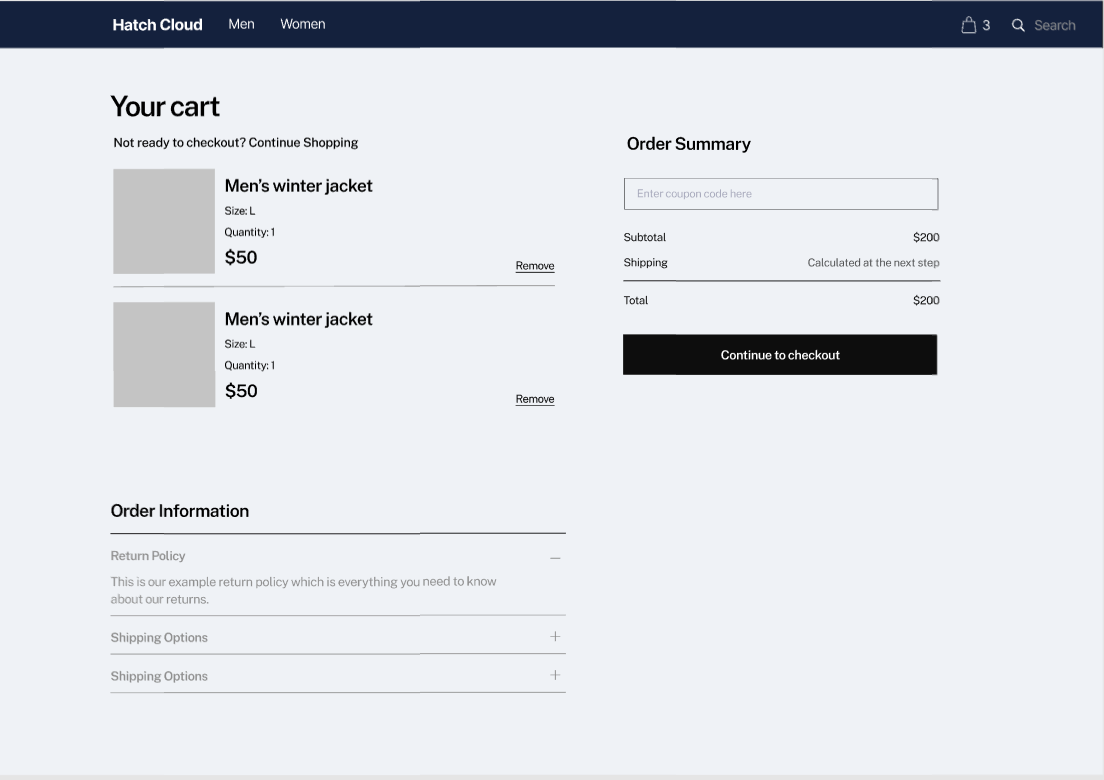 Hatch Cloud Men Women 3 Search
Your cart
Not ready to checkout? Continue Shopping
Men’s winter jacket
Size: L
Quantity: 1
$50
Remove
Men’s winter jacket
Size: L
Quantity: 1
$50
Remove
Order Summary
Enter coupon code here
Subtotal $200
Shipping Calculated at the next step
Total $200
Continue to checkout
Order Information
Return Policy
This is our example return policy which is everything you need to know
about our returns.
Shipping Options
Shipping Options